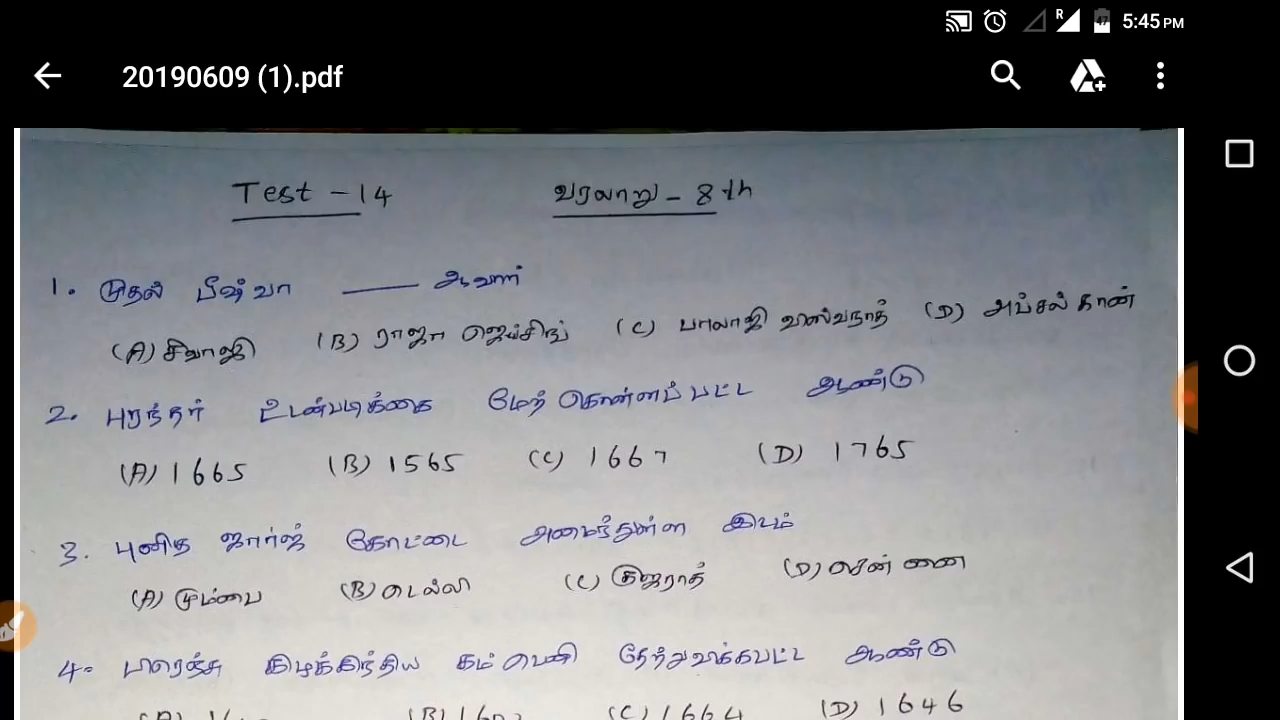 5:45 PM
20190609 (1).pdf
Test - 14 வரலாறு - 8th
1. முதல் பீஷ்வா ____ ஆவார்
(A) சிவாஜி (B) ராஜா ஜெய்சிங் (C) பாலாஜி விஸ்வநாத் (D) அப்சல் கான்
2. புரந்தர் உடன்படிக்கை மேற் கொள்ளப் பட்ட ஆண்டு
(A) 1665 (B) 1565 (C) 1667 (D) 1765
3. புனித ஜார்ஜ் கோட்டை அமைந்துள்ள இடம்
(A) மும்பை (B) டெல்லி (C) குஜராத் (D) சென்னை
4. பிரெஞ்சு கிழக்கிந்திய கம்பெனி தோற்றுவிக்கபட்ட ஆண்டு
(A) (B) (C) 1664 (D) 1646